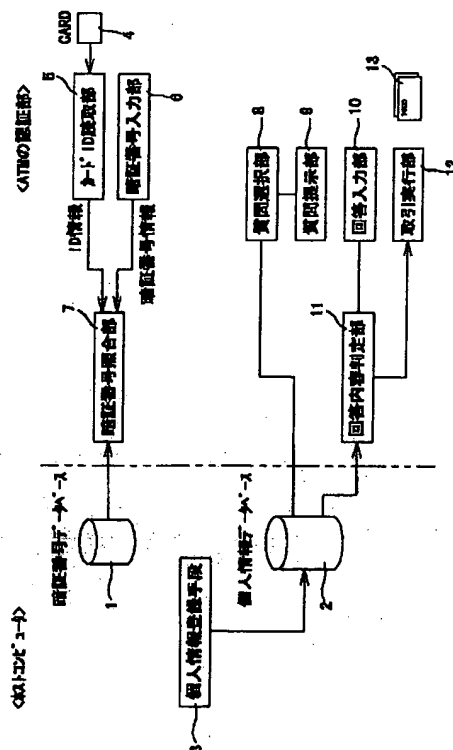 <ホストコンピュータ>
<ATMの認証部>
CARD
4
5
カードID読取部
暗証番号入力部
6
ID情報
暗証番号情報
7
暗証番号照合部
暗証番号データベース
1
個人情報登録手段
3
個人情報データベース
2
質問選択部
8
質問提示部
9
回答入力部
10
11
回答内容判定部
取引実行部
12
13